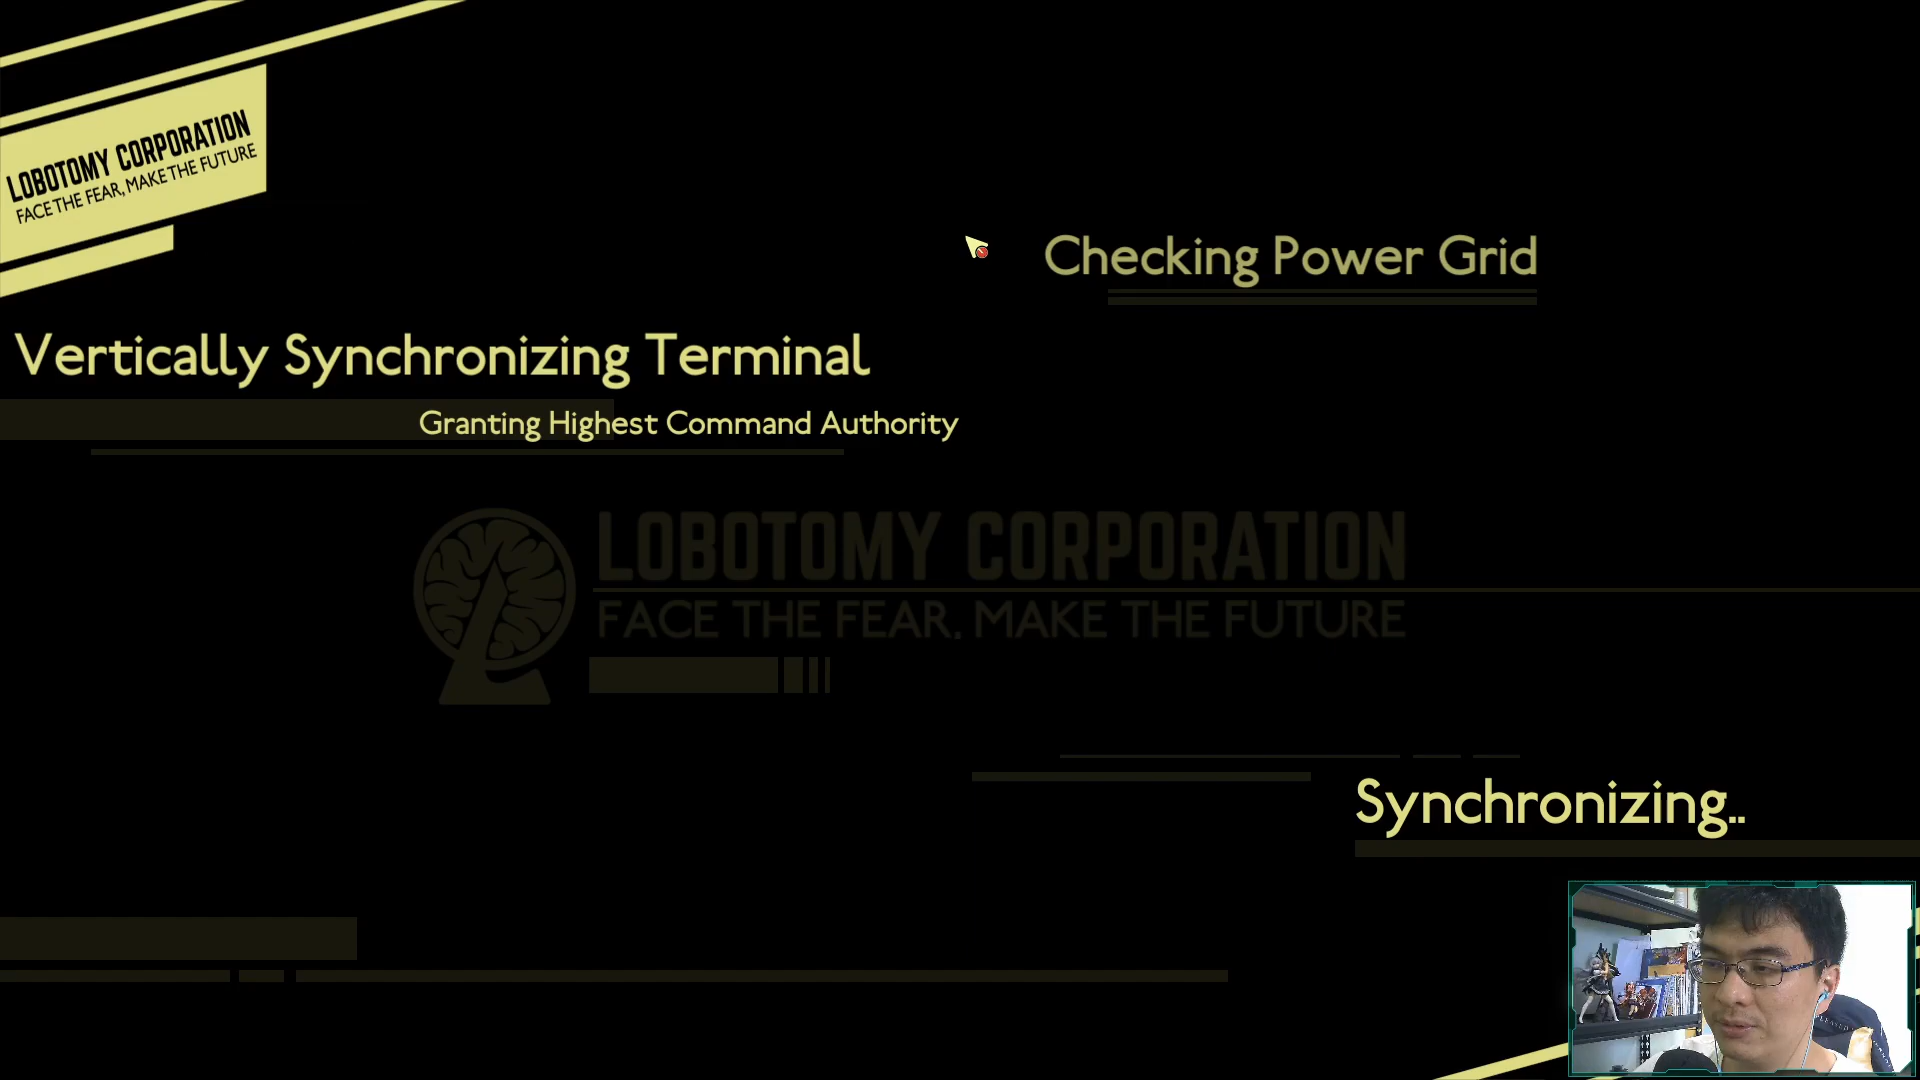 LOBOTOMY CORPORATION
FACE THE FEAR, MAKE THE FUTURE
Checking Power Grid
Vertically Synchronizing Terminal
Granting Highest Command Authority
LOBOTOMY CORPORATION
FACE THE FEAR, MAKE THE FUTURE
Synchronizing..